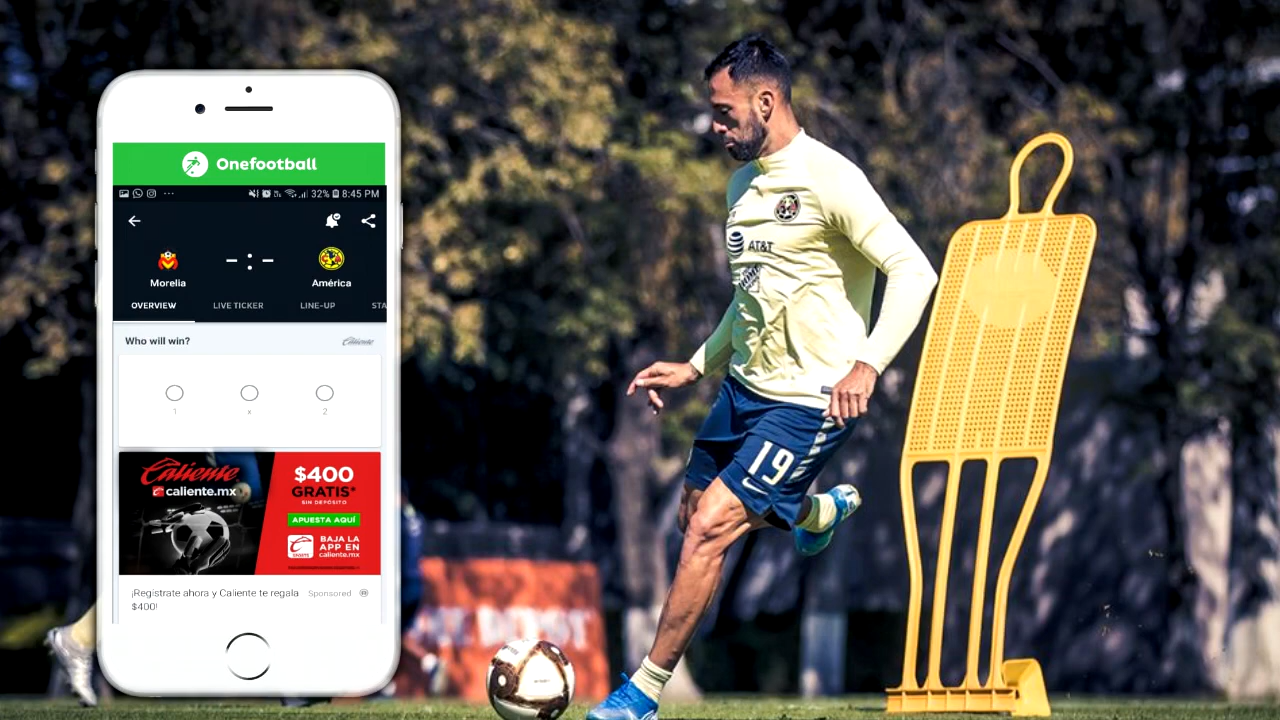 Onefootball
32% 8:45 PM
- : -
Morelia
América
OVERVIEW LIVE TICKER LINE-UP STA
Who will win?
Caliente
1 x 2
Caliente
caliente.mx
$400
GRATIS*
SIN DEPÓSITO
APUESTA AQUÍ
BAJA LA
APP EN
caliente.mx
¡Regístrate ahora y Caliente te regala
$400!
Sponsored
AT&T
19